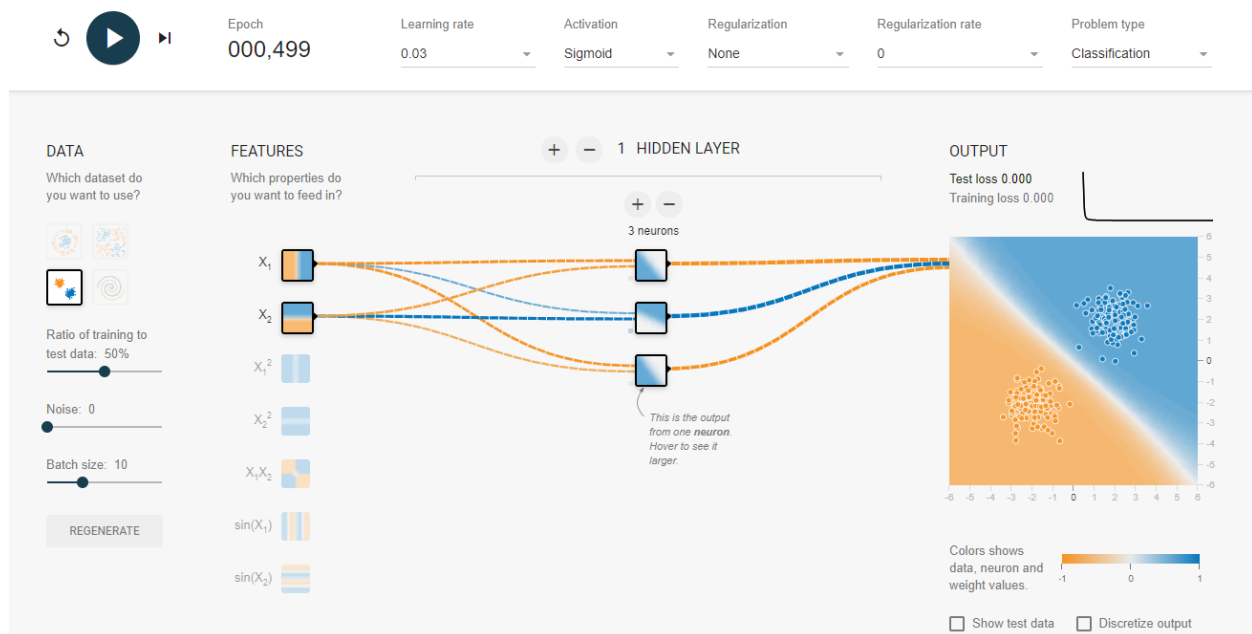 Epoch
000,499
Learning rate
0.03
Activation
Sigmoid
Regularization
None
Regularization rate
0
Problem type
Classification
DATA
Which dataset do
you want to use?
Ratio of training to
test data: 50%
Noise: 0
Batch size: 10
REGENERATE
FEATURES
Which properties do
you want to feed in?
X₁
X₂
X₁²
X₂²
X₁X₂
sin(X₁)
sin(X₂)
+ − 1 HIDDEN LAYER
+ −
3 neurons
This is the output
from one neuron.
Hover to see it
larger.
OUTPUT
Test loss 0.000
Training loss 0.000
6
5
4
3
2
1
0
-1
-2
-3
-4
-5
-6
-6 -5 -4 -3 -2 -1 0 1 2 3 4 5 6
Colors shows
data, neuron and
weight values.
-1 0 1
Show test data
Discretize output